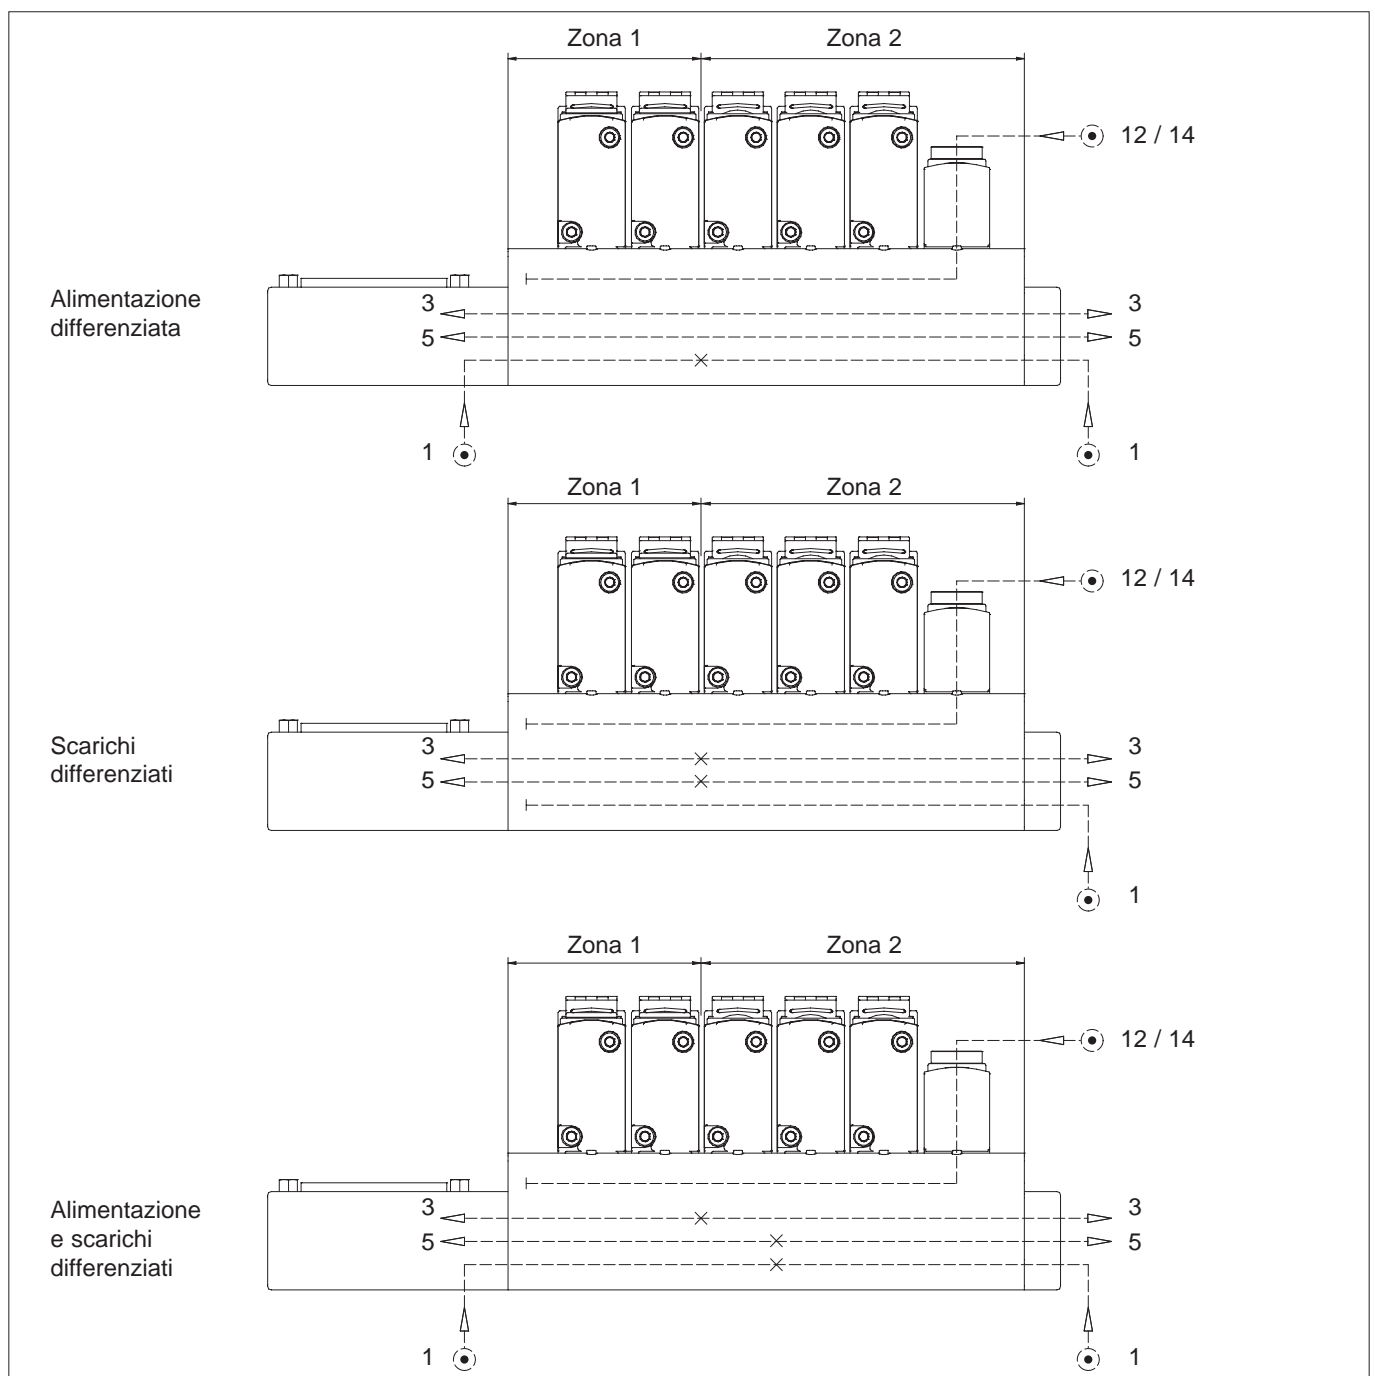 Zona 1 Zona 2
12 / 14
Alimentazione
differenziata
3 3
5 5
1 1
Zona 1 Zona 2
12 / 14
Scarichi
differenziati
3 3
5 5
1
Zona 1 Zona 2
12 / 14
Alimentazione
e scarichi
differenziati
3 3
5 5
1 1